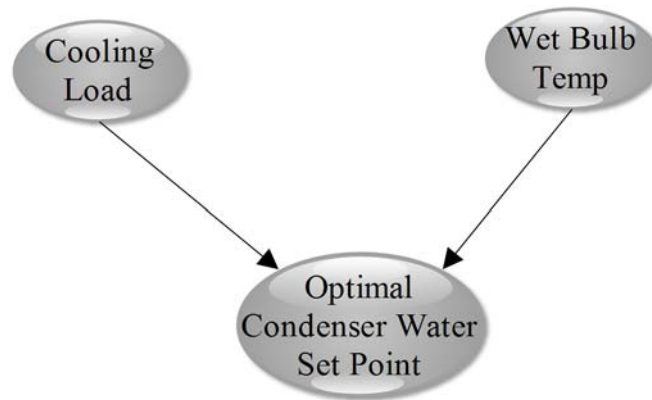 Cooling
Load
Wet Bulb
Temp
Optimal
Condenser Water
Set Point